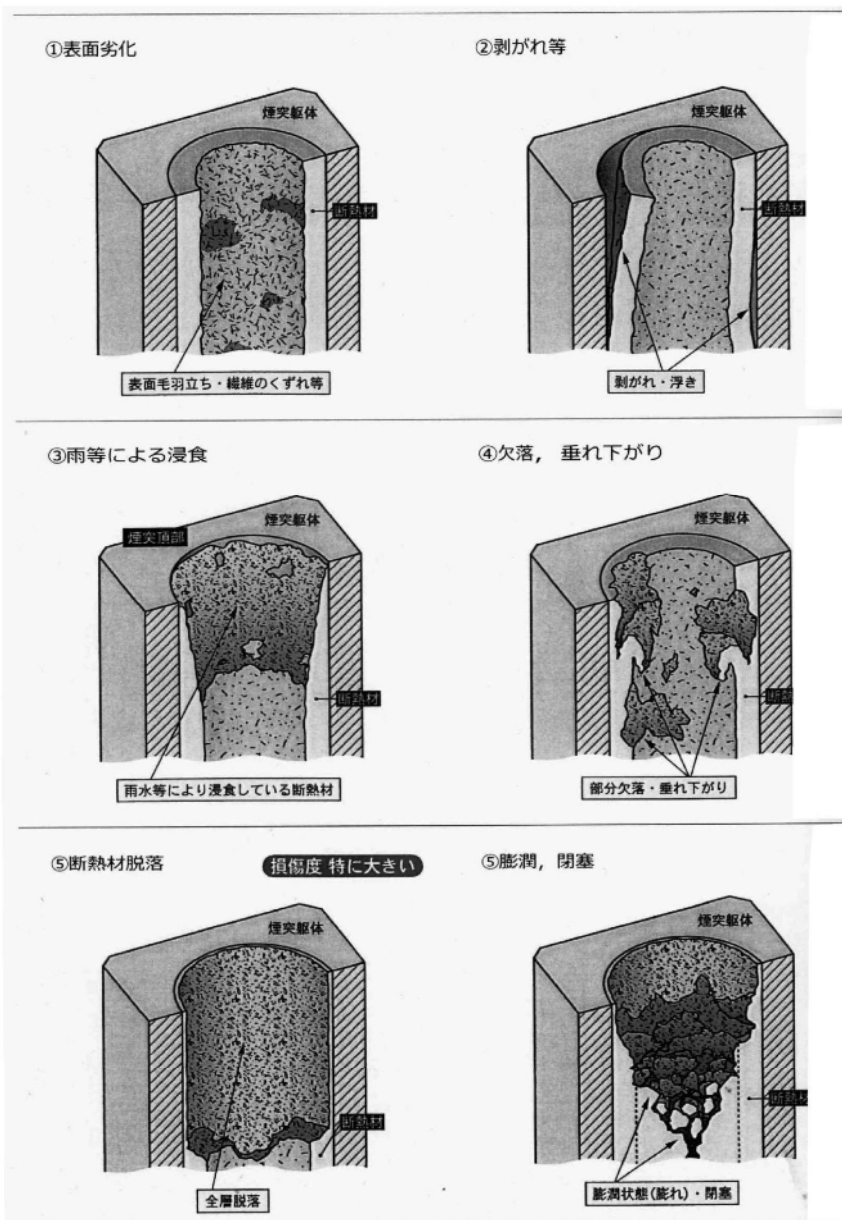 ①表面劣化
煙突躯体
断熱材
表面毛羽立ち・繊維のくずれ等
②剥がれ等
煙突躯体
断熱材
剥がれ・浮き
③雨等による浸食
煙突躯体
煙突頂部
断熱材
雨水等により浸食している断熱材
④欠落, 垂れ下がり
煙突躯体
断熱
部分欠落・垂れ下がり
⑤断熱材脱落
損傷度 特に大きい
煙突躯体
断熱材
全層脱落
⑤膨潤, 閉塞
煙突躯体
断熱材
膨潤状態(膨れ)・閉塞